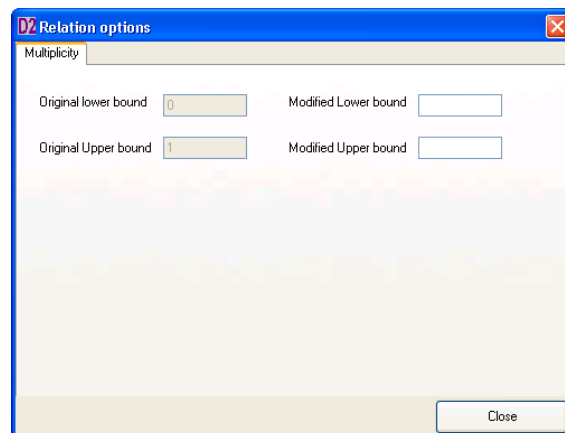 D2 Relation options
Multiplicity
Original lower bound 0 Modified Lower bound
Original Upper bound 1 Modified Upper bound
Close